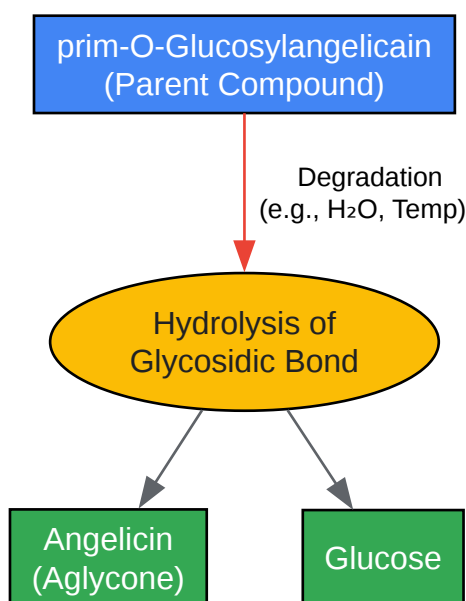 prim-O-Glucosylangelicain
(Parent Compound)
Degradation
(e.g., H₂O, Temp)
Hydrolysis of
Glycosidic Bond
Angelicin
(Aglycone)
Glucose